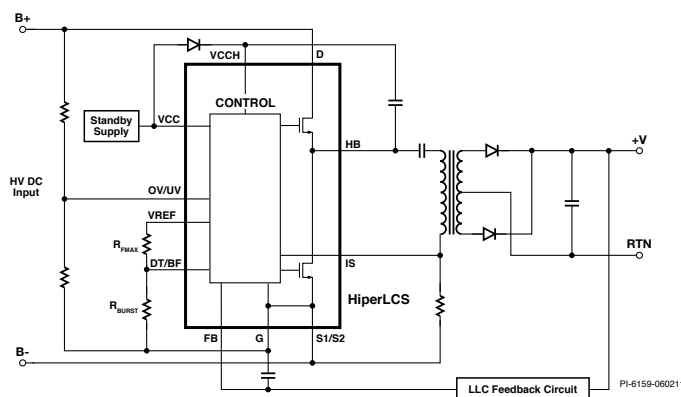 B+
VCCH
D
CONTROL
Standby
Supply
VCC
HB
+V
HV DC
Input
OV/UV
VREF
RFMAX
DT/BF
IS
RTN
HiperLCS
RBURST
FB
G
S1/S2
B-
LLC Feedback Circuit
PI-6159-060211